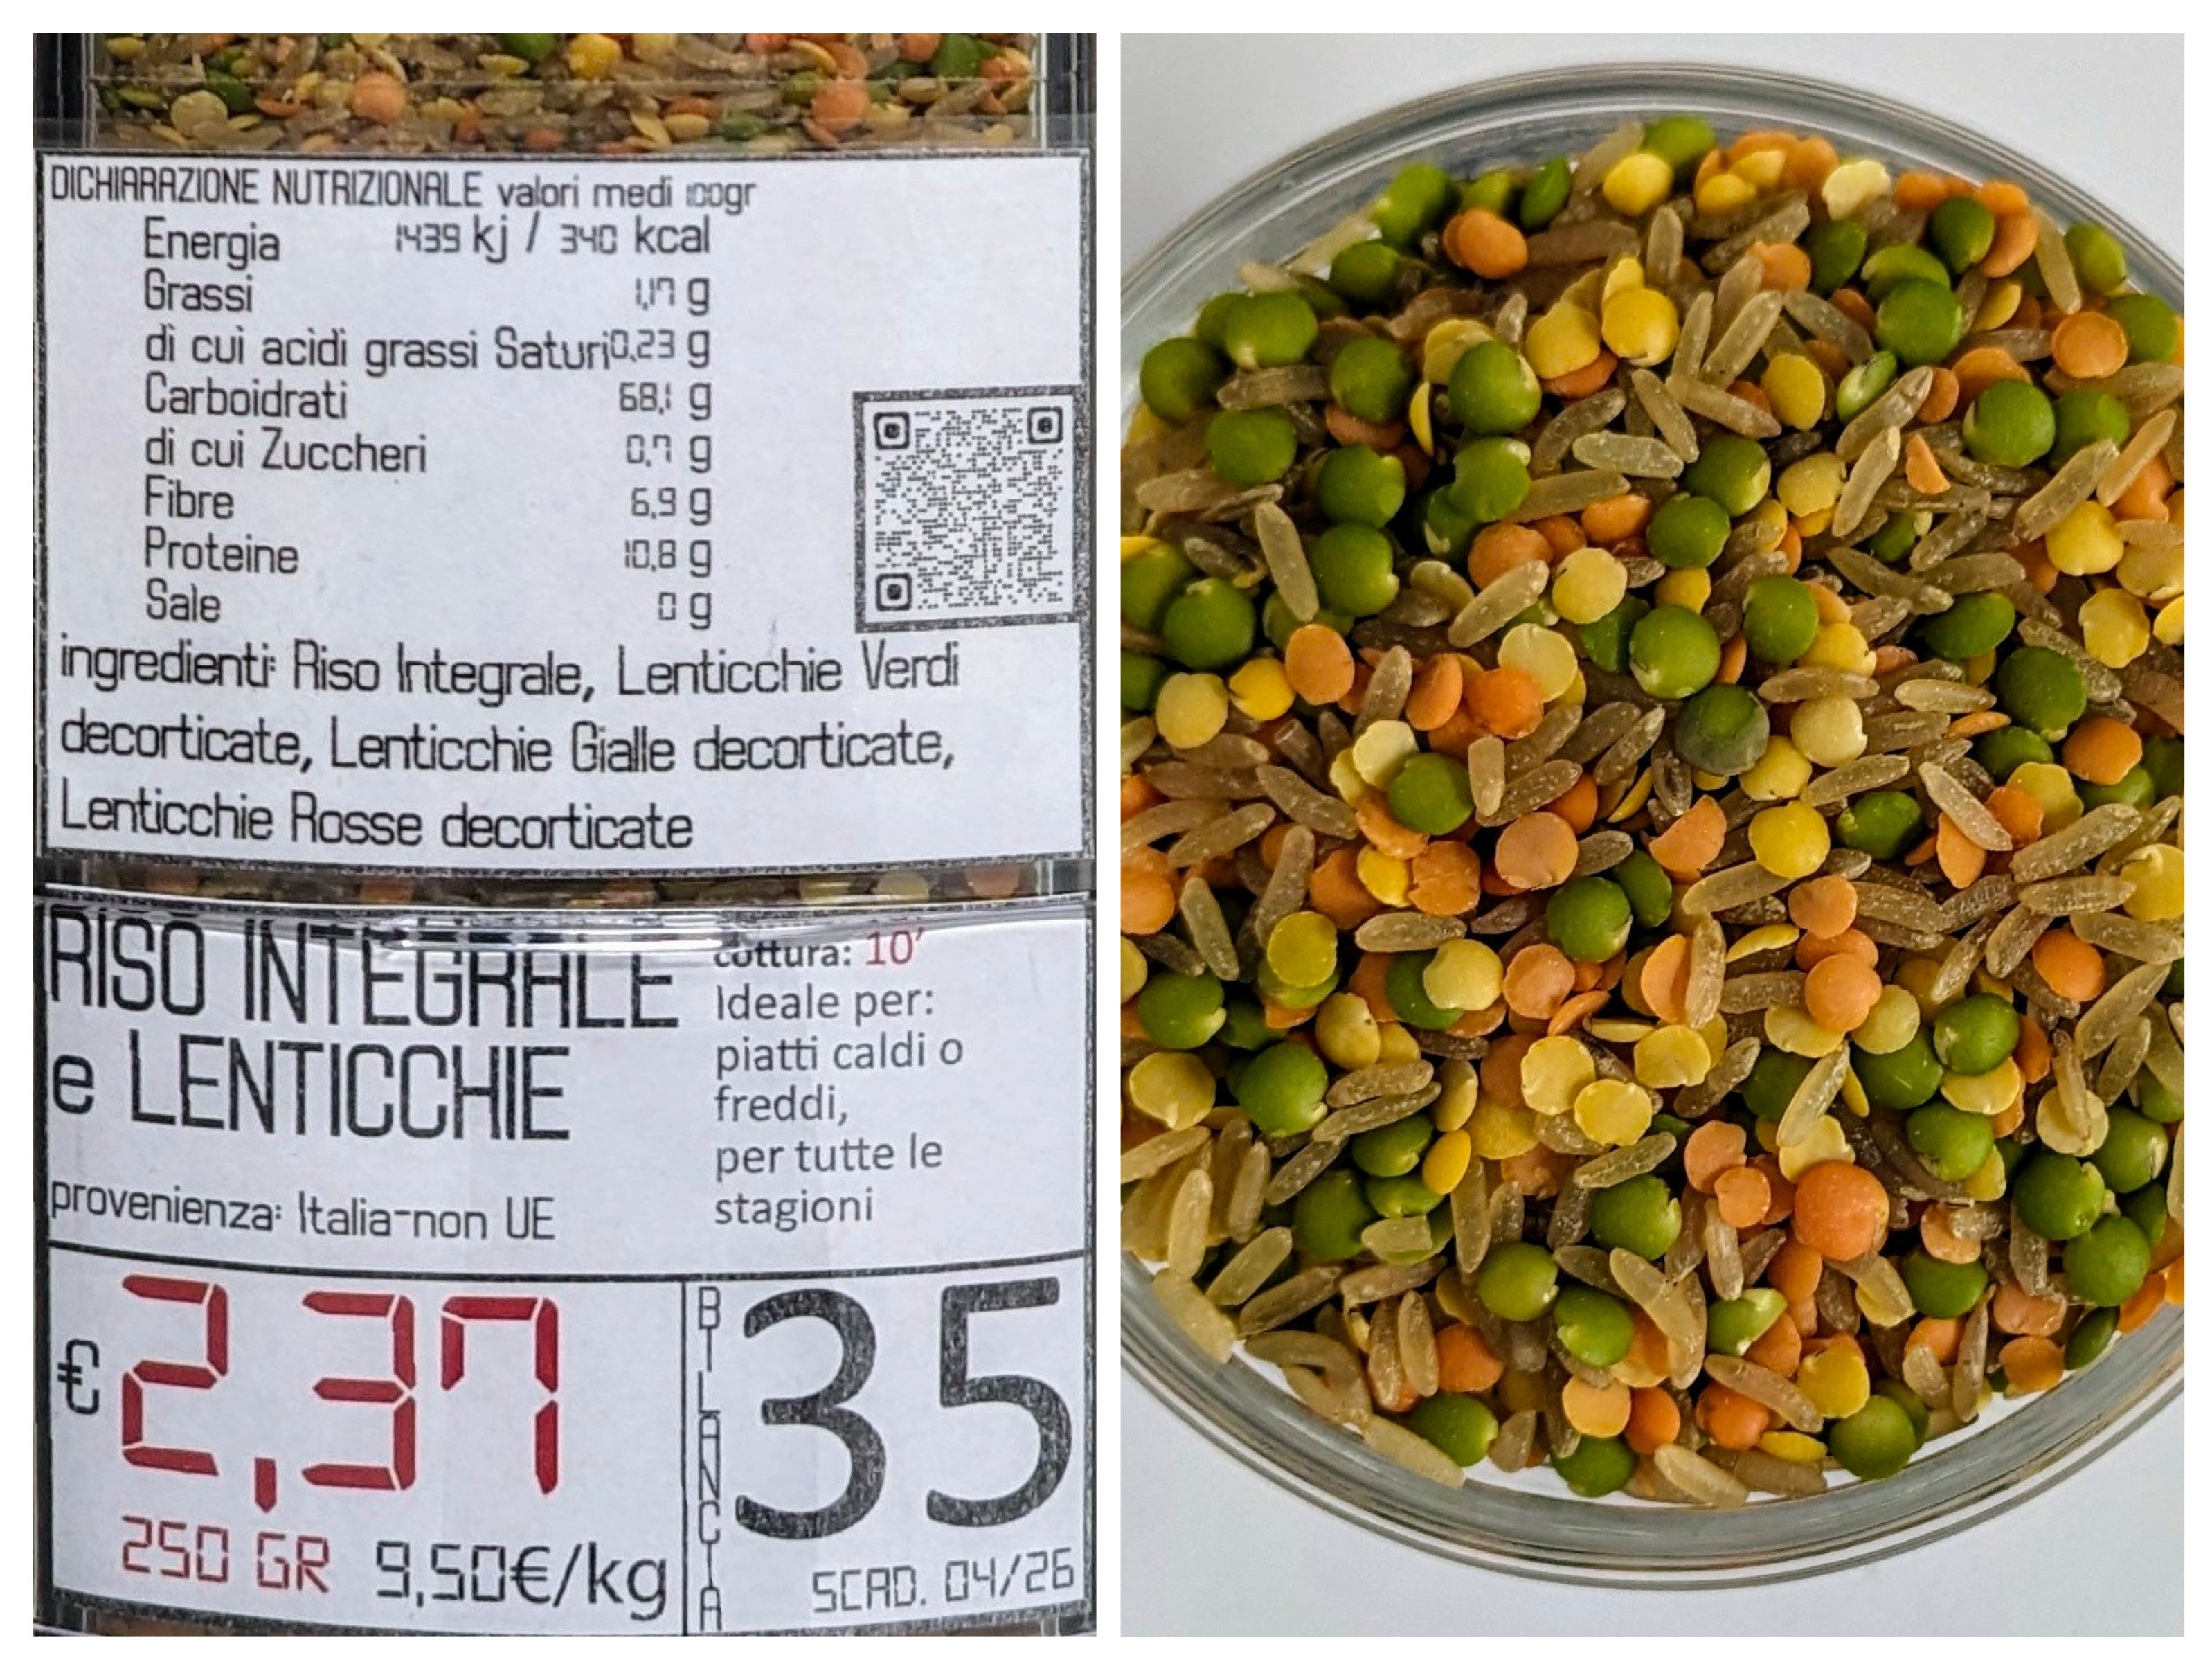 DICHIARAZIONE NUTRIZIONALE valori medi 100gr
Energia 1439 kj / 340 kcal
Grassi 1,17 g
di cui acidi grassi Saturi 0,23 g
Carboidrati 68,1 g
di cui Zuccheri 0,7 g
Fibre 6,9 g
Proteine 10,8 g
Sale 0 g
ingredienti: Riso Integrale, Lenticchie Verdi
decorticate, Lenticchie Gialle decorticate,
Lenticchie Rosse decorticate
RISO INTEGRALE
e LENTICCHIE
provenienza: Italia-non UE
cottura: 10'
Ideale per:
piatti caldi o
freddi,
per tutte le
stagioni
€ 2,37
250 GR 9,50€/kg
BILANCIA
35
SCAD. 04/26